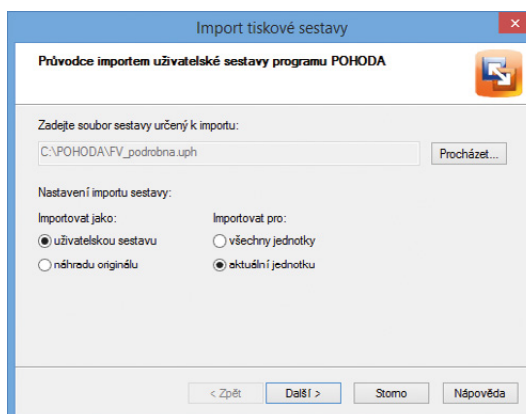 Import tiskové sestavy
Průvodce importem uživatelské sestavy programu POHODA
Zadejte soubor sestavy určený k importu:
C:\POHODA\FV_podrobna.uph
Procházet...
Nastavení importu sestavy:
Importovat jako:
Importovat pro:
uživatelskou sestavu
všechny jednotky
náhradu originálu
aktuální jednotku
< Zpět
Další >
Storno
Nápověda